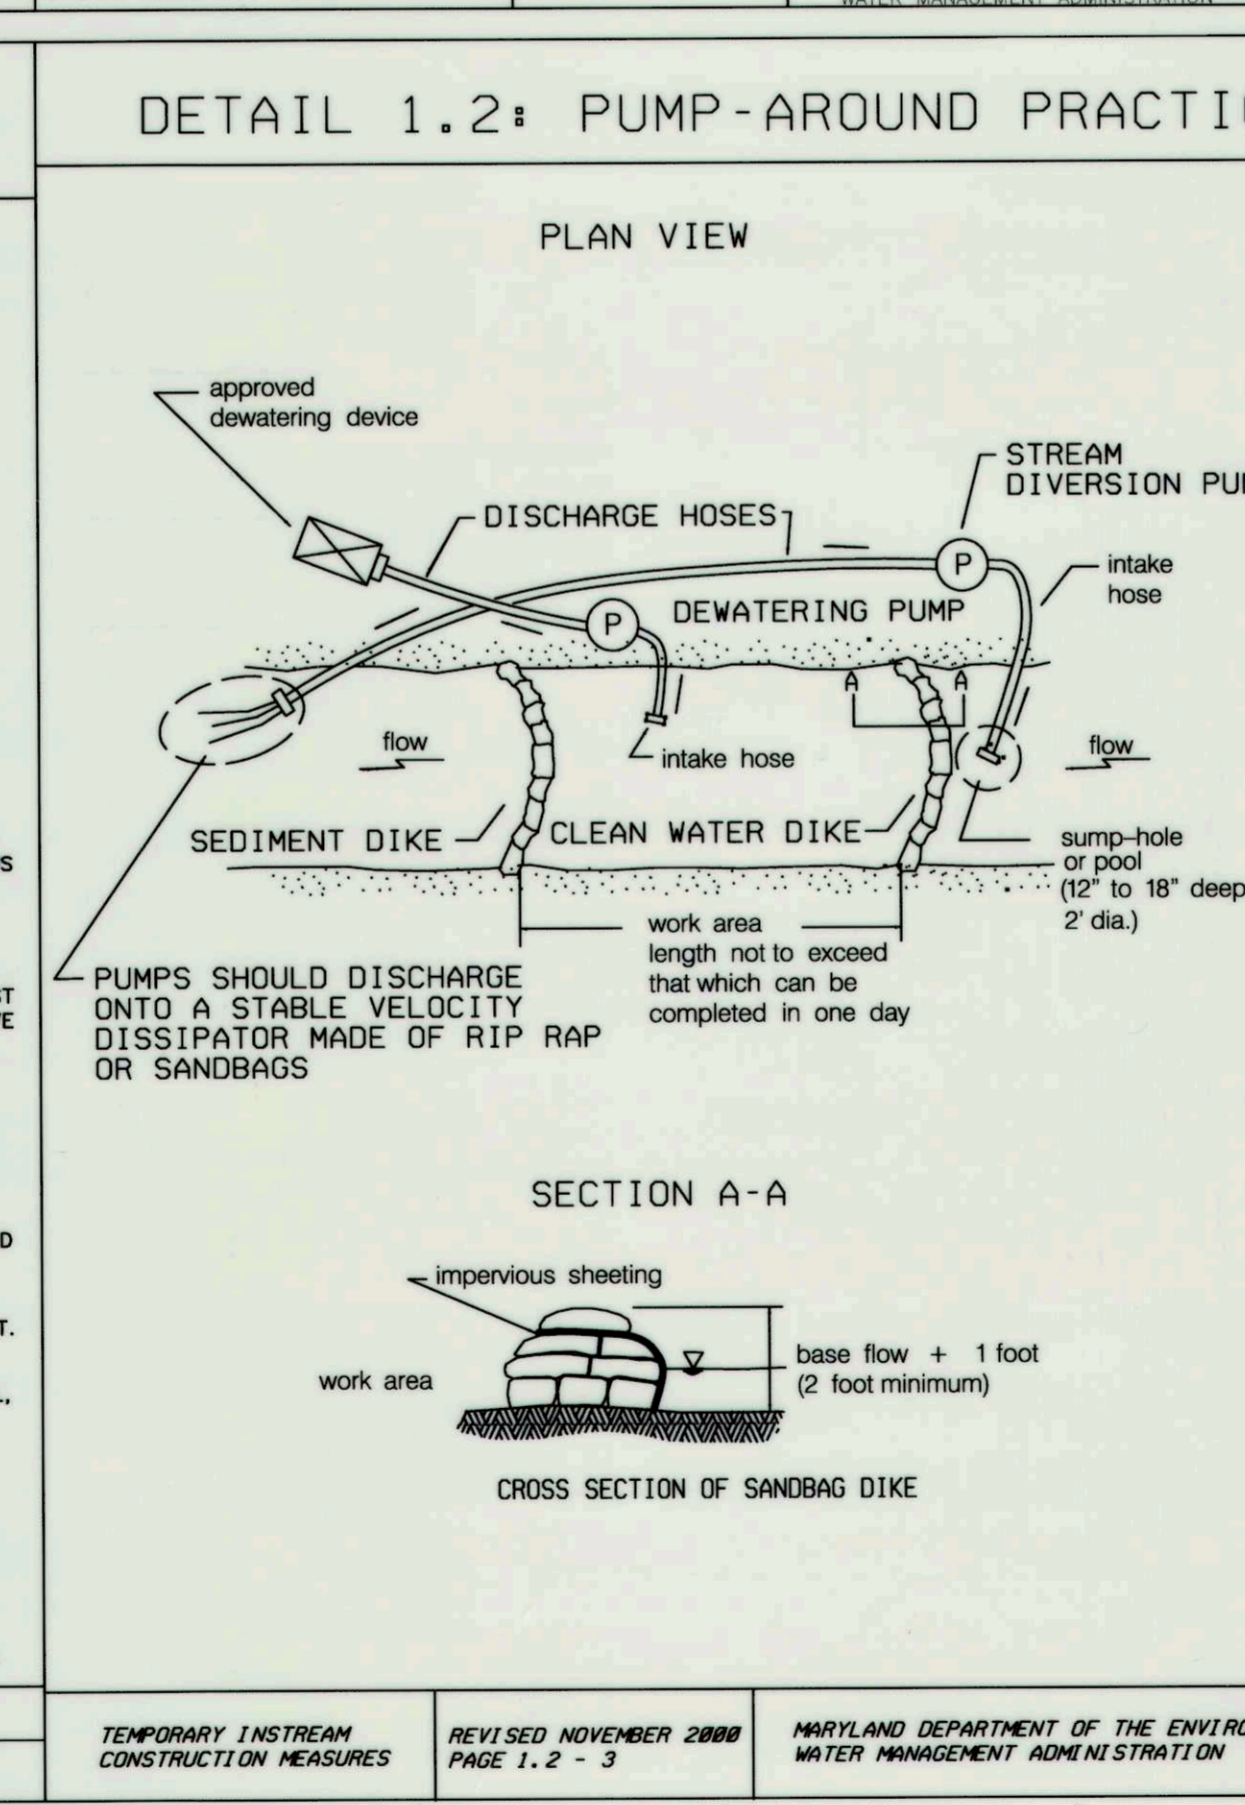 WATER MANAGEMENT ADMINISTRATION
DETAIL 1.2: PUMP-AROUND
PLAN VIEW
approved
dewatering device
STREAM
DIVERSION
DISCHARGE HOSES
P
intake
hose
P
DEWATERING PUMP
A
A
flow
intake hose
flow
SEDIMENT DIKE
CLEAN WATER DIKE
sump-hole
or pool
(12" to 18" deep
2' dia.)
work area
length not to exceed
that which can be
completed in one day
PUMPS SHOULD DISCHARGE
ONTO A STABLE VELOCITY
DISSIPATOR MADE OF RIP RAP
OR SANDBAGS
SECTION A-A
impervious sheeting
work area
base flow + 1 foot
(2 foot minimum)
CROSS SECTION OF SANDBAG DIKE
TEMPORARY INSTREAM
CONSTRUCTION MEASURES
REVISED NOVEMBER 2000
PAGE 1.2 - 3
MARYLAND DEPARTMENT OF THE
WATER MANAGEMENT ADMINISTRATION